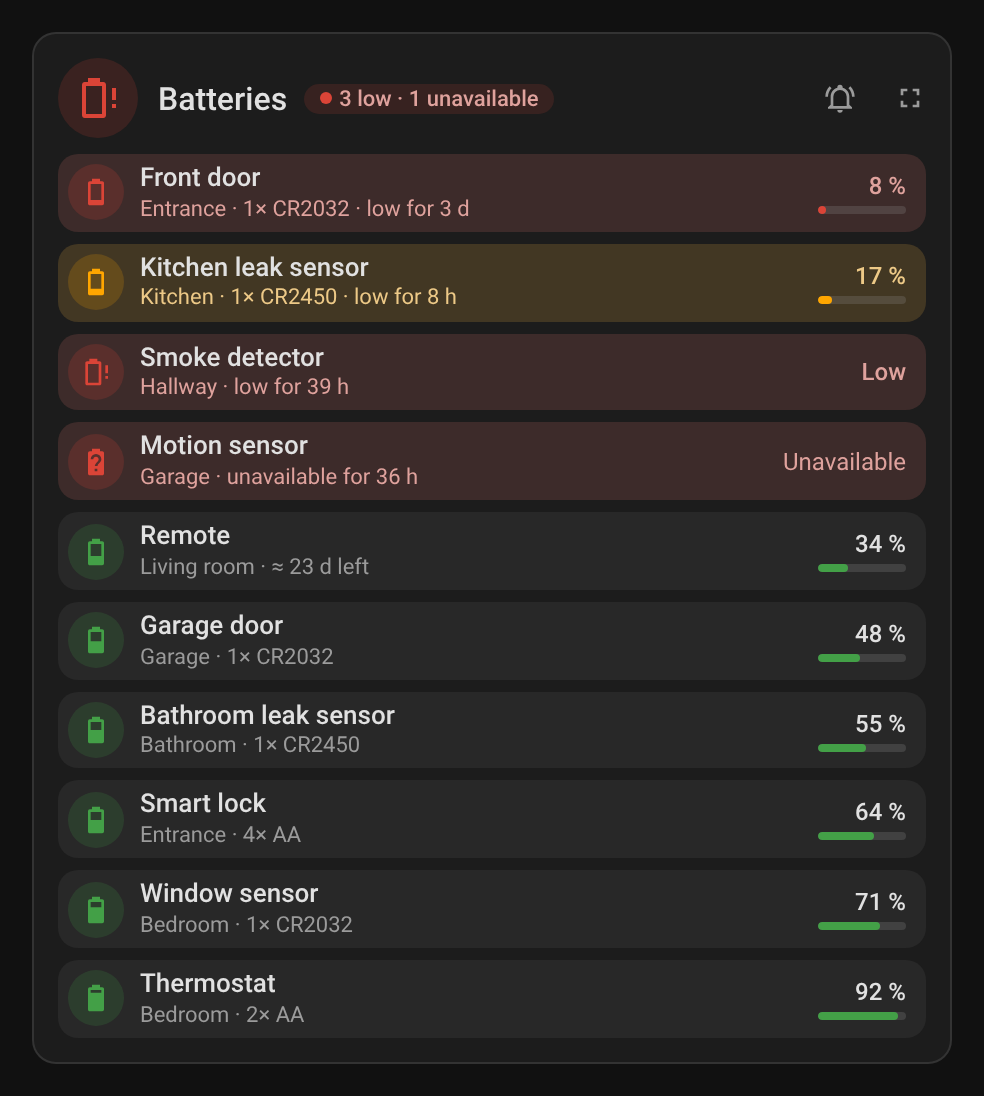 Batteries
3 low · 1 unavailable
Front door
Entrance · 1× CR2032 · low for 3 d
8 %
Kitchen leak sensor
Kitchen · 1× CR2450 · low for 8 h
17 %
Smoke detector
Hallway · low for 39 h
Low
Motion sensor
Garage · unavailable for 36 h
Unavailable
Remote
Living room · ≈ 23 d left
34 %
Garage door
Garage · 1× CR2032
48 %
Bathroom leak sensor
Bathroom · 1× CR2450
55 %
Smart lock
Entrance · 4× AA
64 %
Window sensor
Bedroom · 1× CR2032
71 %
Thermostat
Bedroom · 2× AA
92 %